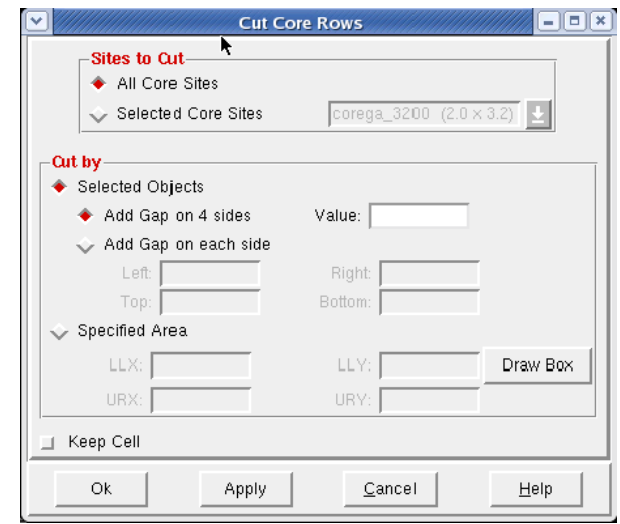 Cut Core Rows
Sites to Cut
All Core Sites
Selected Core Sites corega_3200 (2.0 x 3.2)
Cut by
Selected Objects
Add Gap on 4 sides Value:
Add Gap on each side
Left: Right:
Top: Bottom:
Specified Area
LLX: LLY: Draw Box
URX: URY:
Keep Cell
Ok Apply Cancel Help